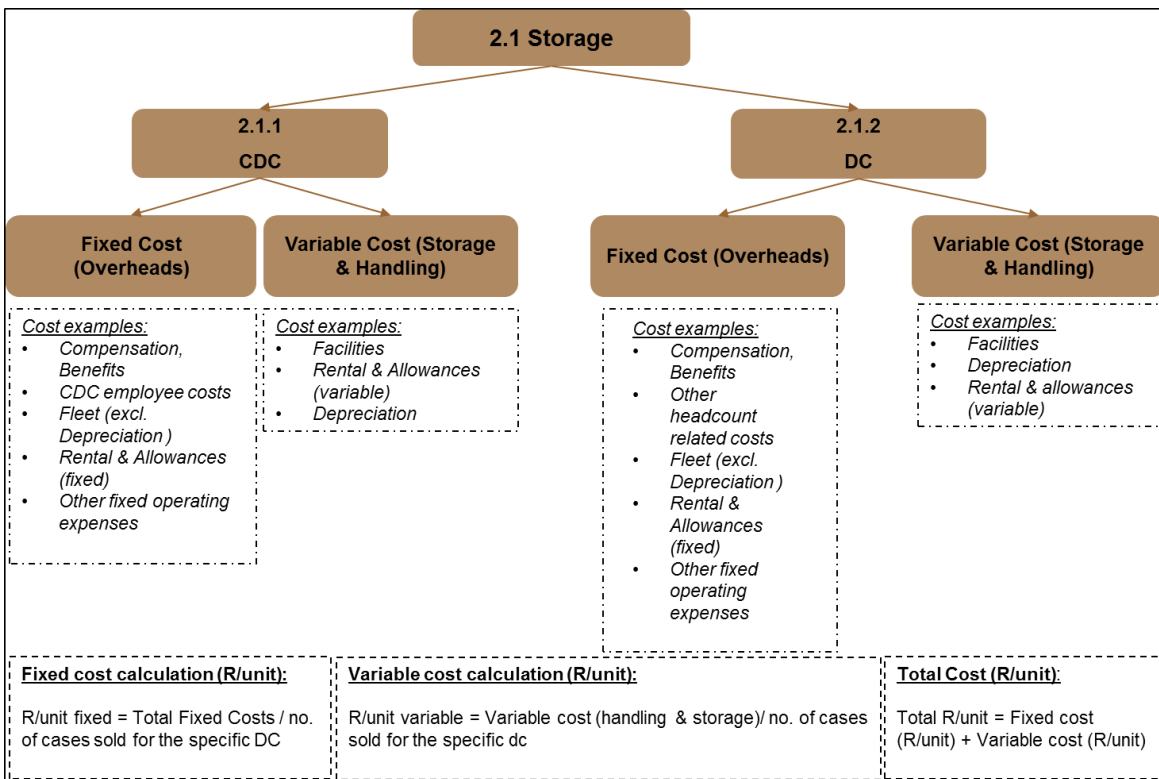 2.1 Storage
2.1.1
CDC
2.1.2
DC
Fixed Cost
(Overheads)
Variable Cost (Storage
& Handling)
Fixed Cost (Overheads)
Variable Cost (Storage
& Handling)
Cost examples:
• Compensation,
Benefits
• CDC employee costs
• Fleet (excl.
Depreciation )
• Rental & Allowances
(fixed)
• Other fixed operating
expenses
Cost examples:
• Facilities
• Rental & Allowances
(variable)
• Depreciation
Cost examples:
• Compensation,
Benefits
• Other
headcount
related costs
• Fleet (excl.
Depreciation )
• Rental &
Allowances
(fixed)
• Other fixed
operating
expenses
Cost examples:
• Facilities
• Depreciation
• Rental & allowances
(variable)
Fixed cost calculation (R/unit):
R/unit fixed = Total Fixed Costs / no.
of cases sold for the specific DC
Variable cost calculation (R/unit):
R/unit variable = Variable cost (handling & storage)/ no. of cases
sold for the specific dc
Total Cost (R/unit):
Total R/unit = Fixed cost
(R/unit) + Variable cost (R/unit)